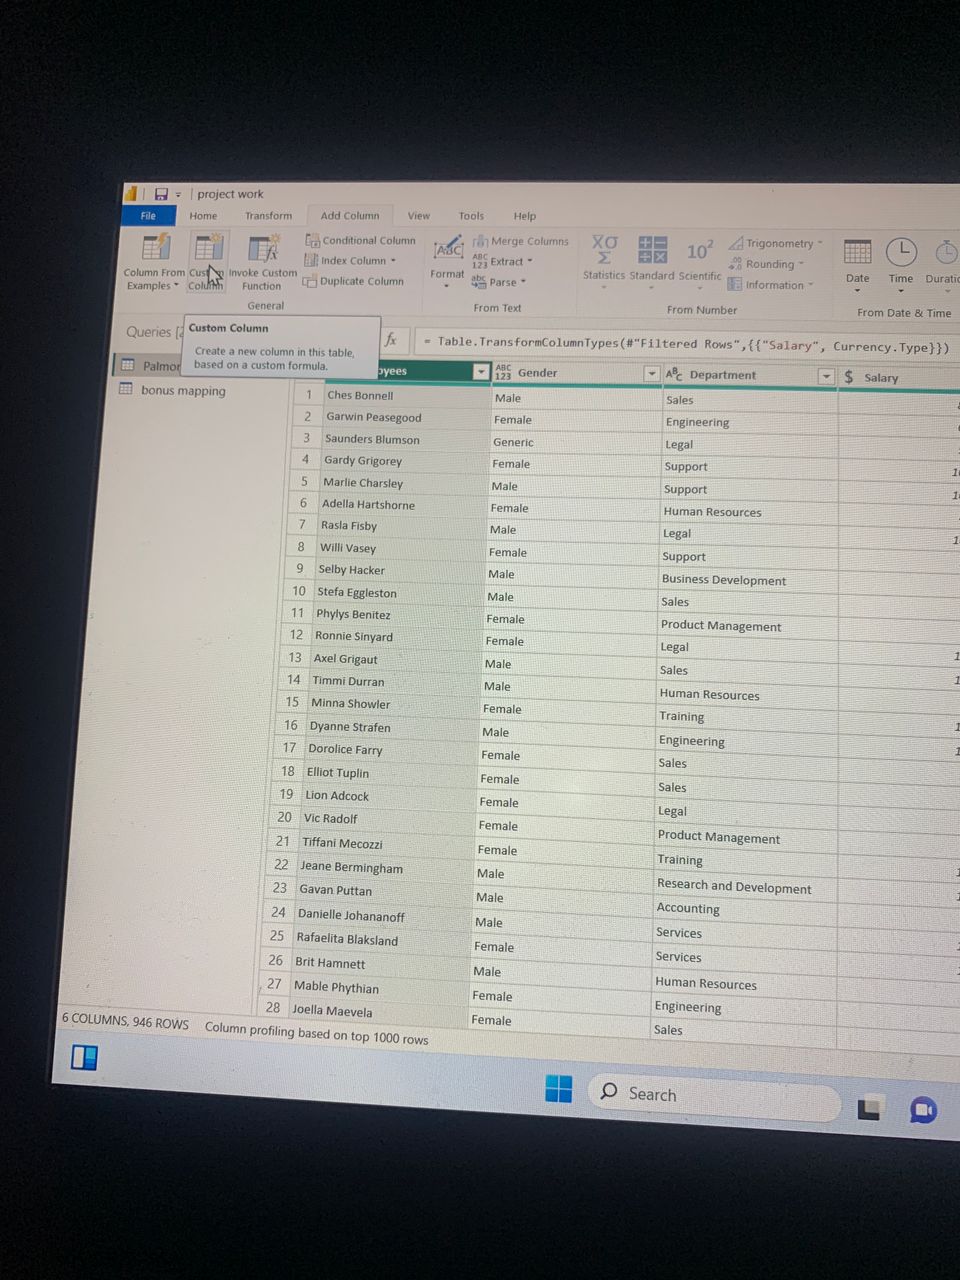 project work
File Home Transform Add Column View Tools Help
Column From Examples
Custom Column
Invoke Custom Function
Conditional Column
Index Column
Duplicate Column
General
Format
ABC
Merge Columns
ABC 123 Extract
abc Parse
From Text
XO Σ Statistics
Standard
10² Scientific
Trigonometry
.00 Rounding
Information
From Number
Date
Time
From Date & Time
Queries
Custom Column
Create a new column in this table,
based on a custom formula.
fx = Table.TransformColumnTypes(#"Filtered Rows",{{"Salary", Currency.Type}})
bonus mapping
ABC 123 Gender ABC Department $ Salary
1 Ches Bonnell Male Sales
2 Garwin Peasegood Female Engineering
3 Saunders Blumson Generic Legal
4 Gardy Grigorey Female Support
5 Marlie Charsley Male Support
6 Adella Hartshorne Female Human Resources
7 Rasla Fisby Male Legal
8 Willi Vasey Female Support
9 Selby Hacker Male Business Development
10 Stefa Eggleston Male Sales
11 Phylys Benitez Female Product Management
12 Ronnie Sinyard Female Legal
13 Axel Grigaut Male Sales
14 Timmi Durran Male Human Resources
15 Minna Showler Female Training
16 Dyanne Strafen Male Engineering
17 Dorolice Farry Female Sales
18 Elliot Tuplin Female Sales
19 Lion Adcock Female Legal
20 Vic Radolf Female Product Management
21 Tiffani Mecozzi Female Training
22 Jeane Bermingham Male Research and Development
23 Gavan Puttan Male Accounting
24 Danielle Johananoff Male Services
25 Rafaelita Blaksland Female Services
26 Brit Hamnett Male Human Resources
27 Mable Phythian Female Engineering
28 Joella Maevela Female Sales
6 COLUMNS, 946 ROWS Column profiling based on top 1000 rows
Search